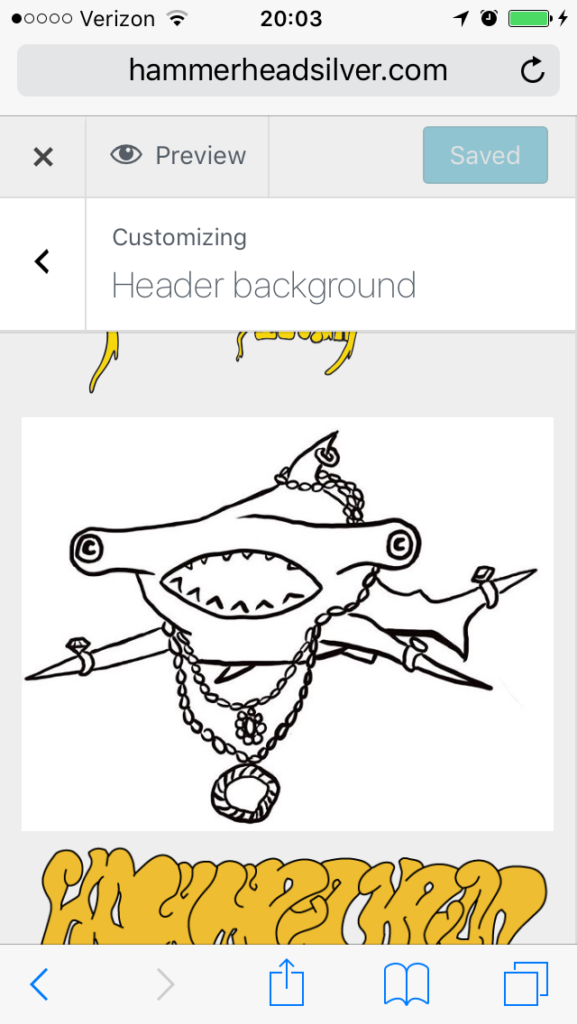 Verizon 20:03
hammerheadsilver.com
Preview Saved
Customizing
Header background